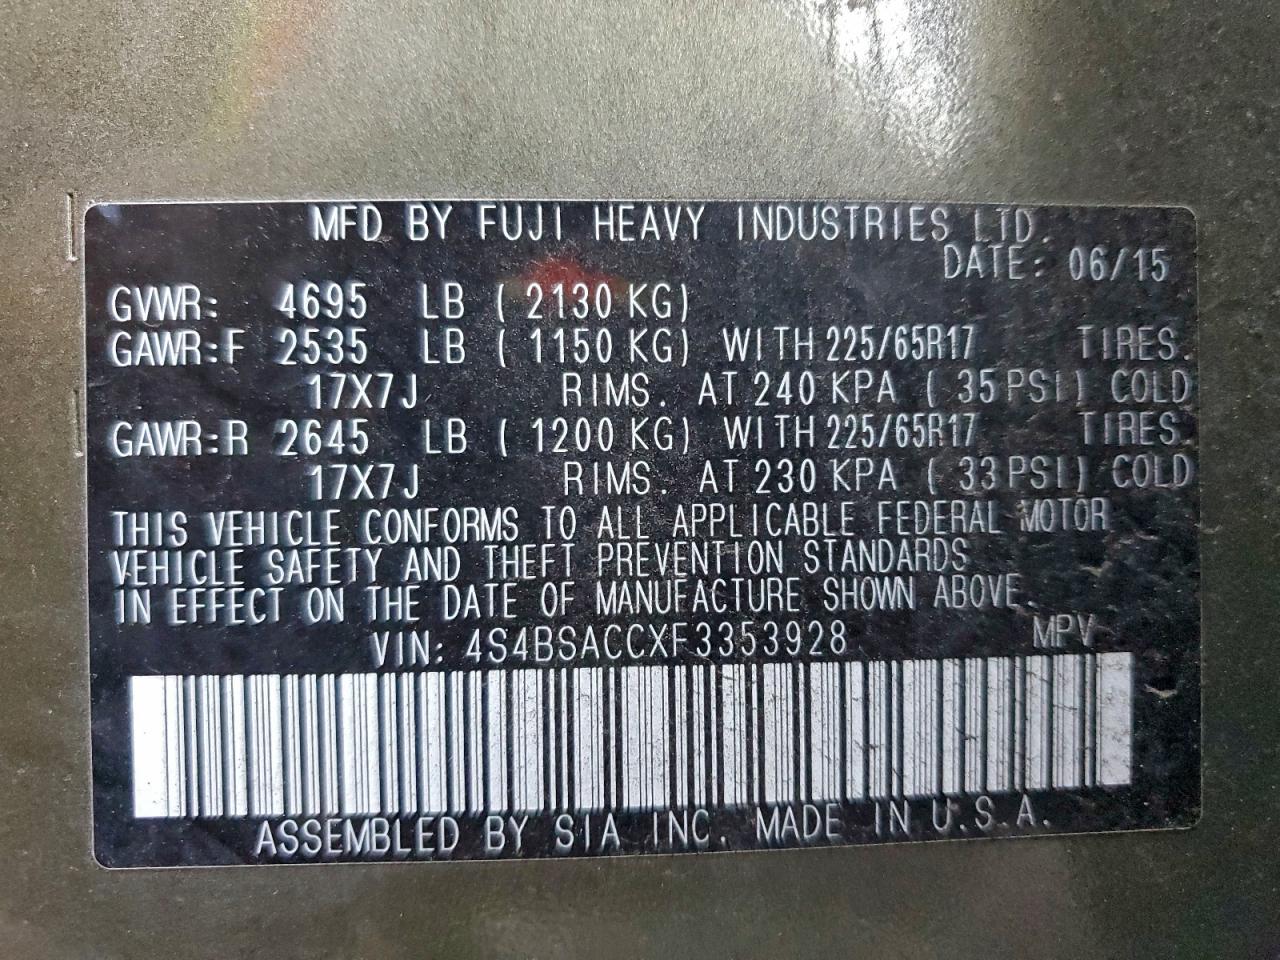 MFD BY FUJI HEAVY INDUSTRIES LTD.
DATE: 06/15
GVWR: 4695 LB ( 2130 KG)
GAWR:F 2535 LB ( 1150 KG) WITH 225/65R17 TIRES.
17X7J RIMS. AT 240 KPA ( 35 PSI) COLD
GAWR:R 2645 LB ( 1200 KG) WITH 225/65R17 TIRES.
17X7J RIMS. AT 230 KPA ( 33 PSI) COLD
THIS VEHICLE CONFORMS TO ALL APPLICABLE FEDERAL MOTOR
VEHICLE SAFETY AND THEFT PREVENTION STANDARDS
IN EFFECT ON THE DATE OF MANUFACTURE SHOWN ABOVE.
VIN: 4S4BSACCXF3353928 MPV
ASSEMBLED BY SIA INC. MADE IN U.S.A.